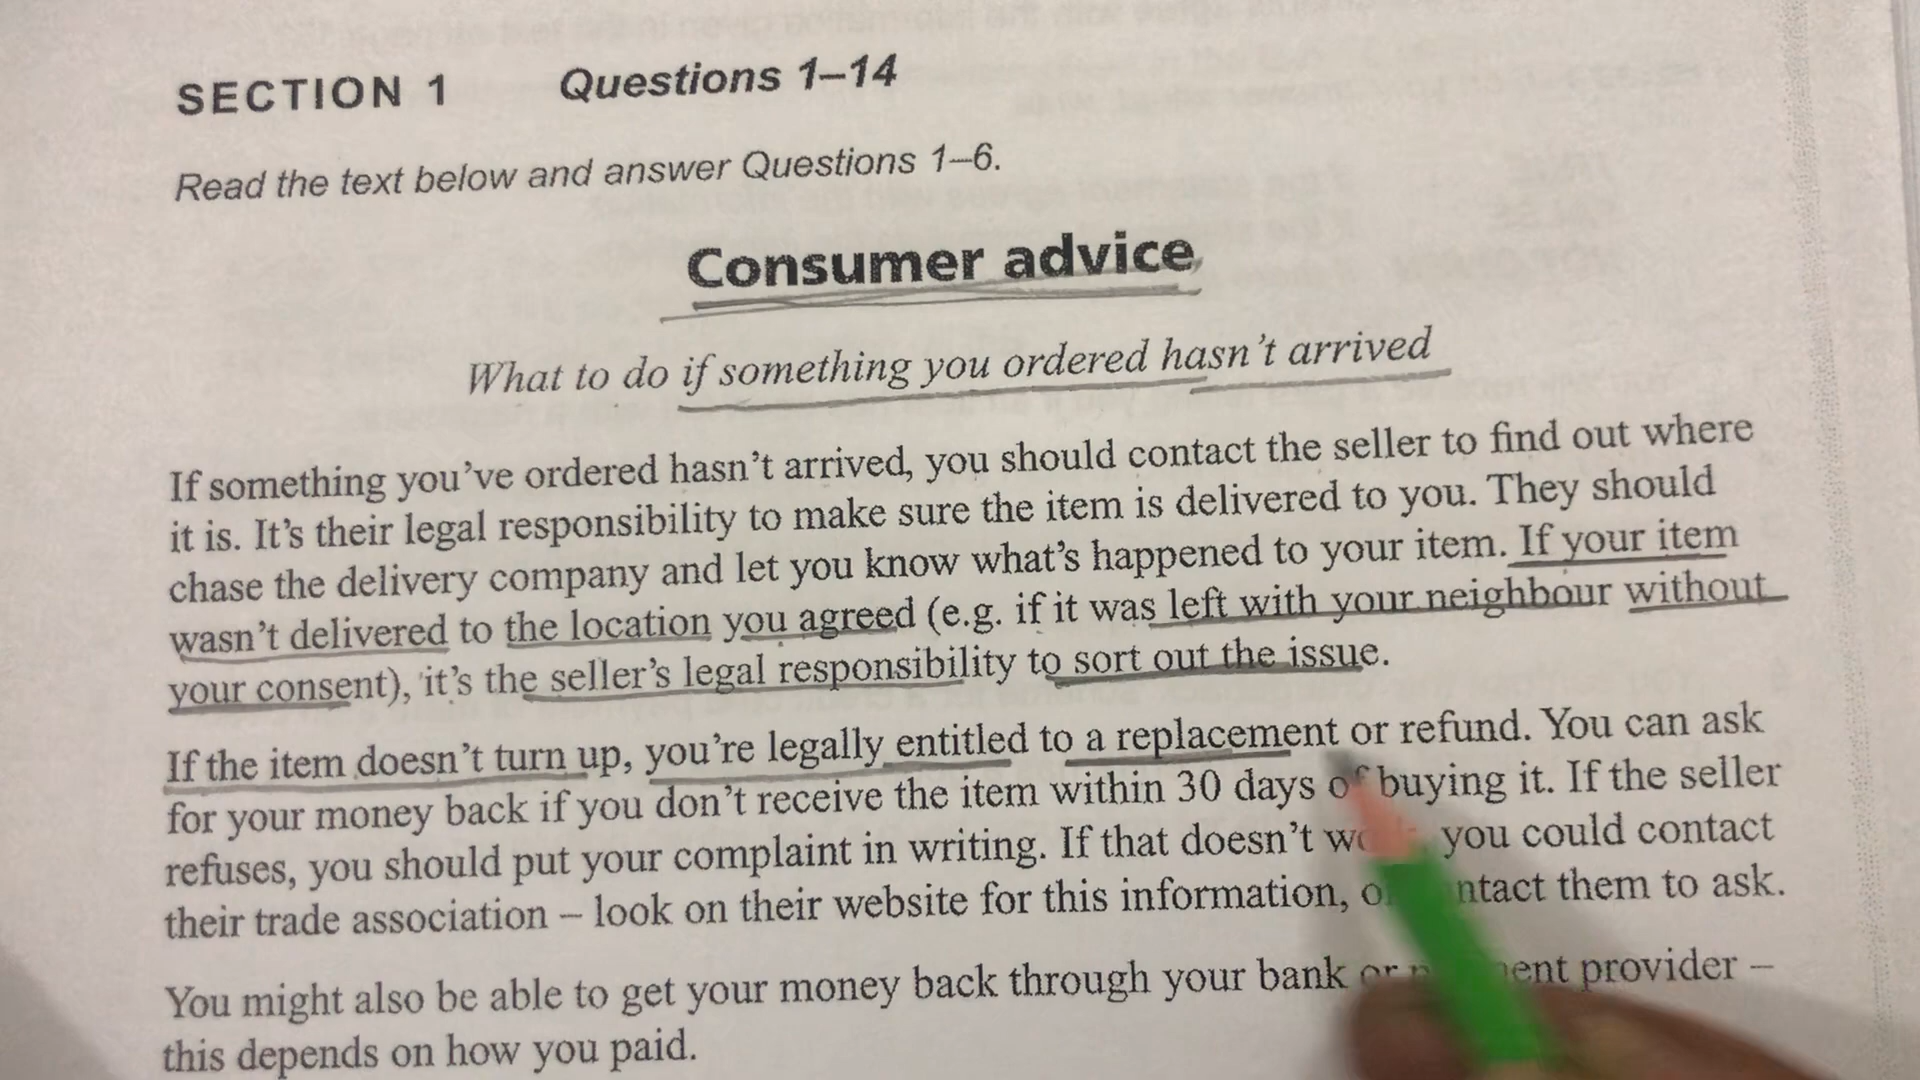 SECTION 1 Questions 1–14
Read the text below and answer Questions 1–6.
Consumer advice
What to do if something you ordered hasn't arrived
If something you've ordered hasn't arrived, you should contact the seller to find out where
it is. It's their legal responsibility to make sure the item is delivered to you. They should
chase the delivery company and let you know what's happened to your item. If your item
wasn't delivered to the location you agreed (e.g. if it was left with your neighbour without
your consent), it's the seller's legal responsibility to sort out the issue.
If the item doesn't turn up, you're legally entitled to a replacement or refund. You can ask
for your money back if you don't receive the item within 30 days of buying it. If the seller
refuses, you should put your complaint in writing. If that doesn't you could contact
their trade association – look on their website for this information, them to ask.
You might also be able to get your money back through your bank or provider –
this depends on how you paid.